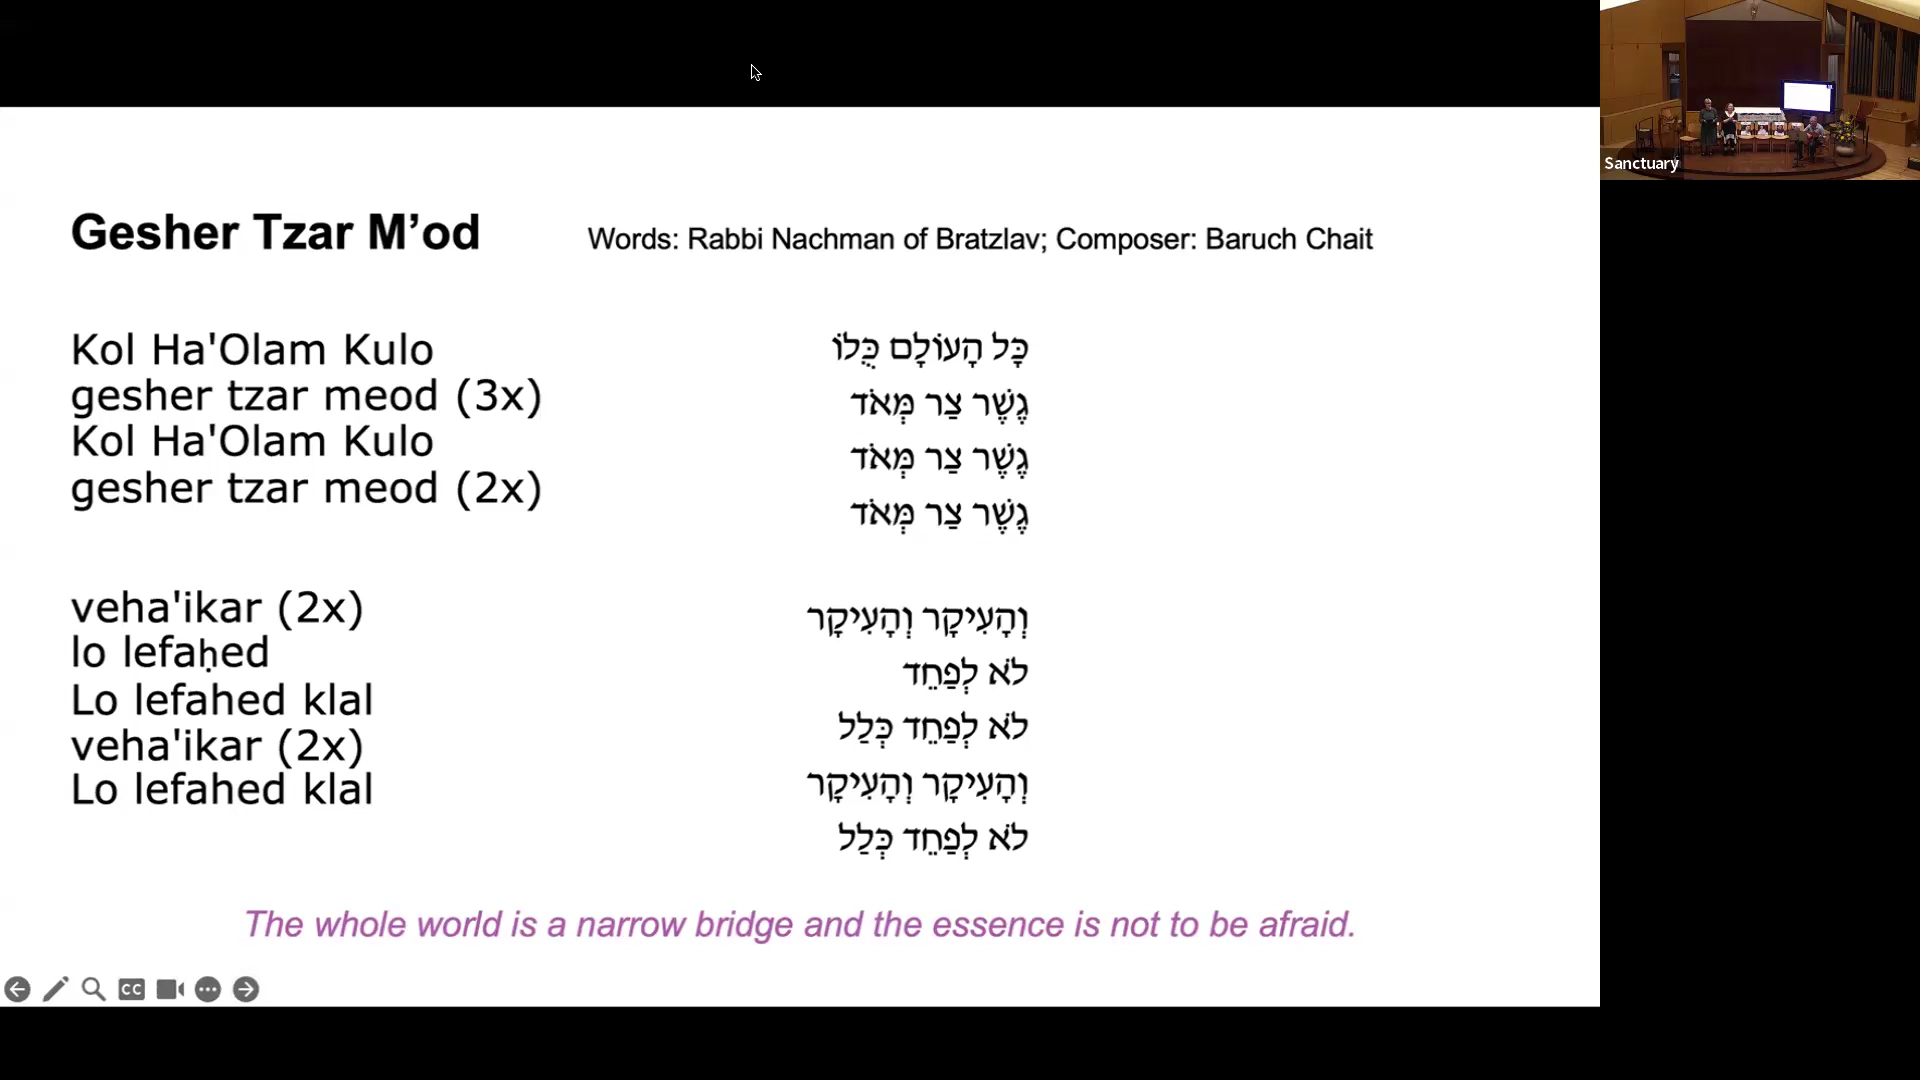 Gesher Tzar M’od
Words: Rabbi Nachman of Bratzlav; Composer: Baruch Chait
Kol Ha'Olam Kulo
gesher tzar meod (3x)
Kol Ha'Olam Kulo
gesher tzar meod (2x)
veha'ikar (2x)
lo lefaḥed
Lo lefahed klal
veha'ikar (2x)
Lo lefahed klal
כָּל הָעוֹלָם כֻּלּוֹ
גֶּשֶׁר צַר מְּאֹד
גֶּשֶׁר צַר מְּאֹד
גֶּשֶׁר צַר מְּאֹד
וְהָעִיקָר וְהָעִיקָר
לֹא לְפַחֵד
לֹא לְפַחֵד כְּלַל
וְהָעִיקָר וְהָעִיקָר
לֹא לְפַחֵד כְּלַל
The whole world is a narrow bridge and the essence is not to be afraid.
CC
Sanctuary